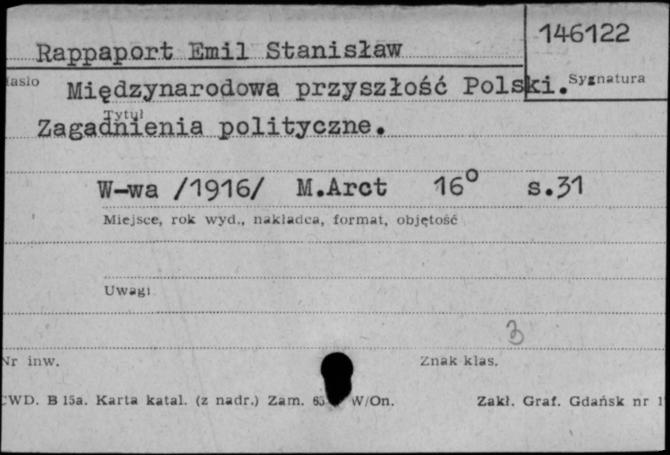 146122
Rappaport Emil Stanisław
Hasło Międzynarodowa przyszłość Polski. Sygnatura
Tytuł
Zagadnienia polityczne.
W-wa /1916/ M.Arct 16° s.31
Miejsce, rok wyd., nakładca, format, objętość
Uwagi
3
Nr inw. Znak klas.
CWD. B 15a. Karta katal. (z nadr.) Zam. W/On. Zakł. Graf. Gdańsk nr 1